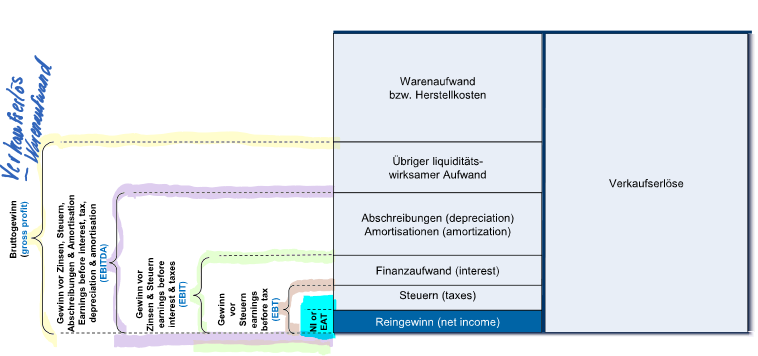 Verkaufserlös
- Warenaufwand
Bruttogewinn
(gross profit)
Gewinn vor Zinsen, Steuern,
Abschreibungen & Amortisation
Earnings before interest, tax,
depreciation & amortisation
(EBITDA)
Gewinn vor
Zinsen & Steuern
earnings before
interest & taxes
(EBIT)
Gewinn
vor
Steuern
earnings
before tax
(EBT)
NI or
EAT
Warenaufwand
bzw. Herstellkosten
Übriger liquiditäts-
wirksamer Aufwand
Abschreibungen (depreciation)
Amortisationen (amortization)
Finanzaufwand (interest)
Steuern (taxes)
Reingewinn (net income)
Verkaufserlöse